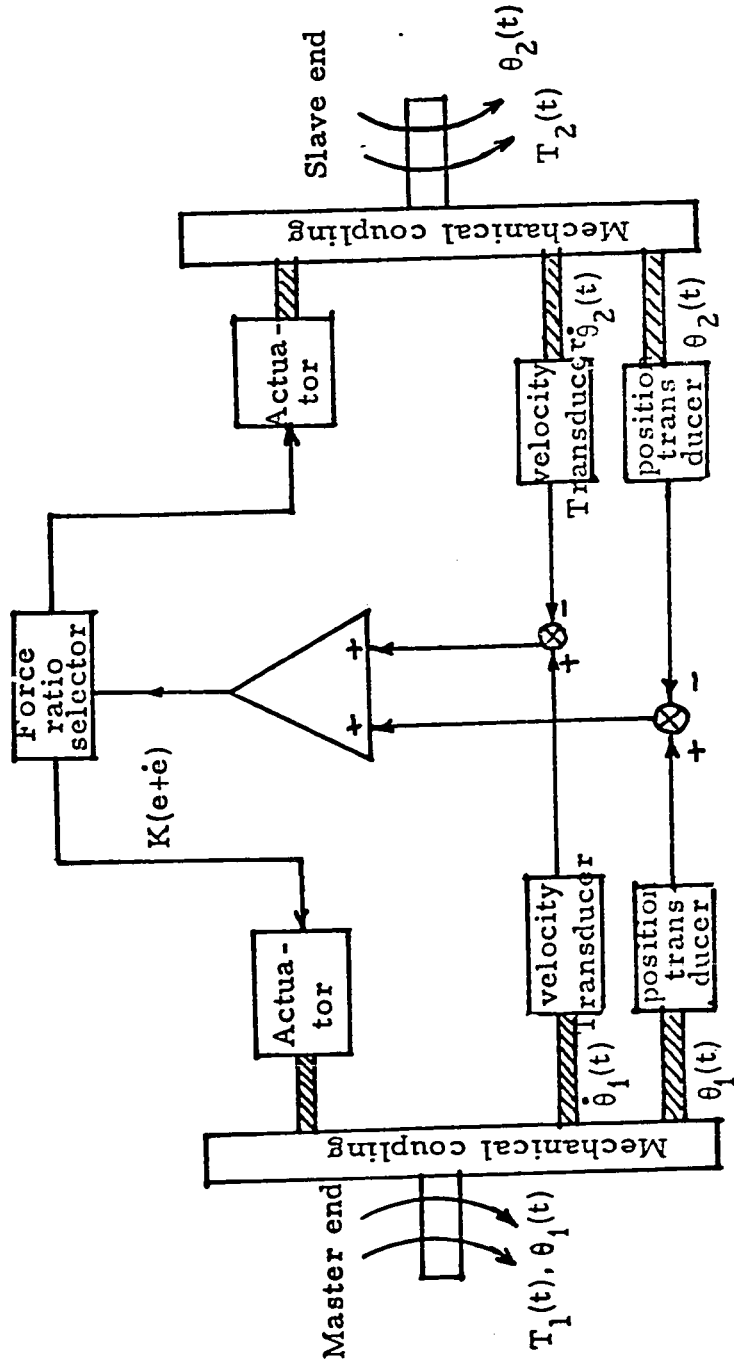 Force
ratio
selector
K(e+ė)
Actua-
tor
Actua-
tor
Master end
Slave end
Mechanical coupling
Mechanical coupling
+
+
T₁(t), θ₁(t)
T₂(t)
θ₂(t)
velocity
Transducer
θ̇₁(t)
+
-
velocity
Transducer
θ̇₂(t)
position
trans
ducer
θ₁(t)
+
-
position
trans
ducer
θ₂(t)